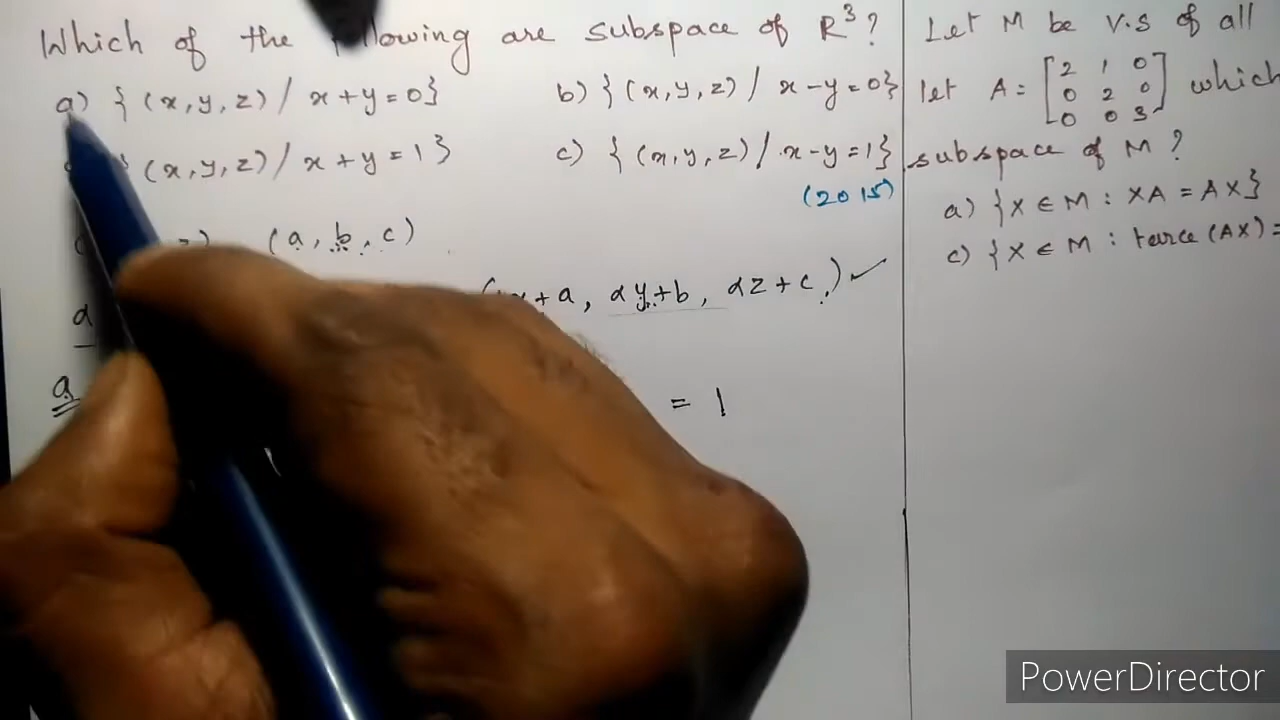 Which of the following are subspace of R³?
a) { (x, y, z) / x + y = 0}
b) { (x, y, z) / x - y = 0}
(x, y, z) / x + y = 1 }
c) { (x, y, z) / x - y = 1}
(2015)
(a, b, c)
α
+ a, αy + b, αz + c ) ✓
a
= 1
Let M be V.S of all
let A = [ 2 1 0
0 2 0
0 0 3 ] which
subspace of M ?
a) {X ∈ M : XA = AX}
c) {X ∈ M : tarce (AX) =
PowerDirector